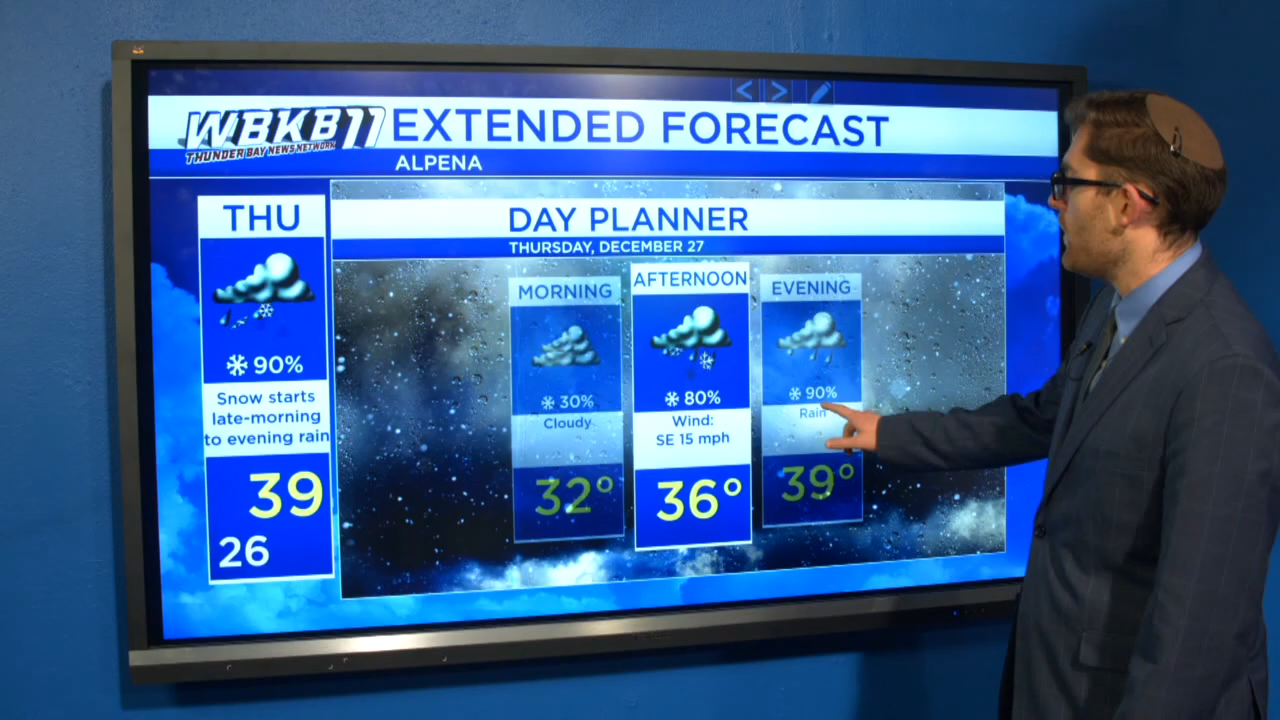 WBKB11
THUNDER BAY NEWS NETWORK
EXTENDED FORECAST
ALPENA
THU
90%
Snow starts
late-morning
to evening rain
39
26
DAY PLANNER
THURSDAY, DECEMBER 27
MORNING
30%
Cloudy
32°
AFTERNOON
80%
Wind:
SE 15 mph
36°
EVENING
90%
Rain
39°